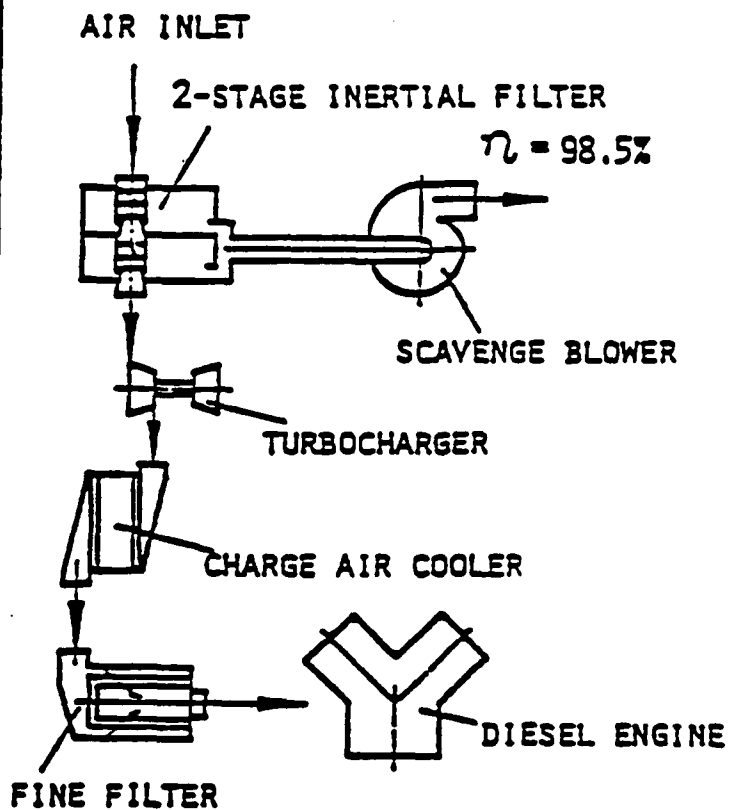 AIR INLET
2-STAGE INERTIAL FILTER
η = 98.5%
SCAVENGE BLOWER
TURBOCHARGER
CHARGE AIR COOLER
DIESEL ENGINE
FINE FILTER